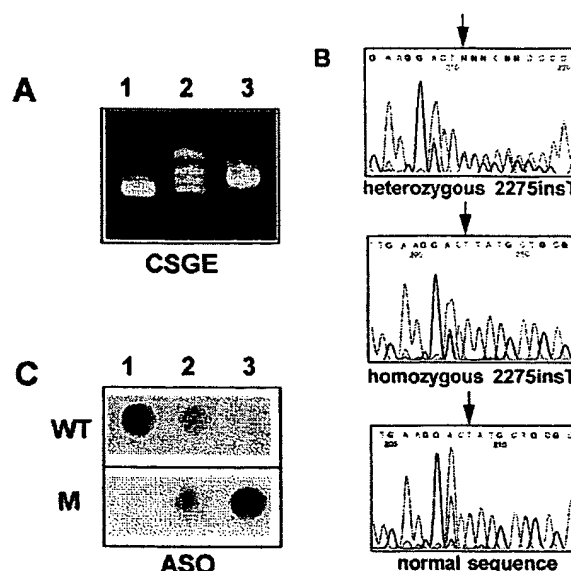 A
1 2 3
CSGE
B
heterozygous 2275insT
homozygous 2275insT
normal sequence
C
1 2 3
WT
M
ASO